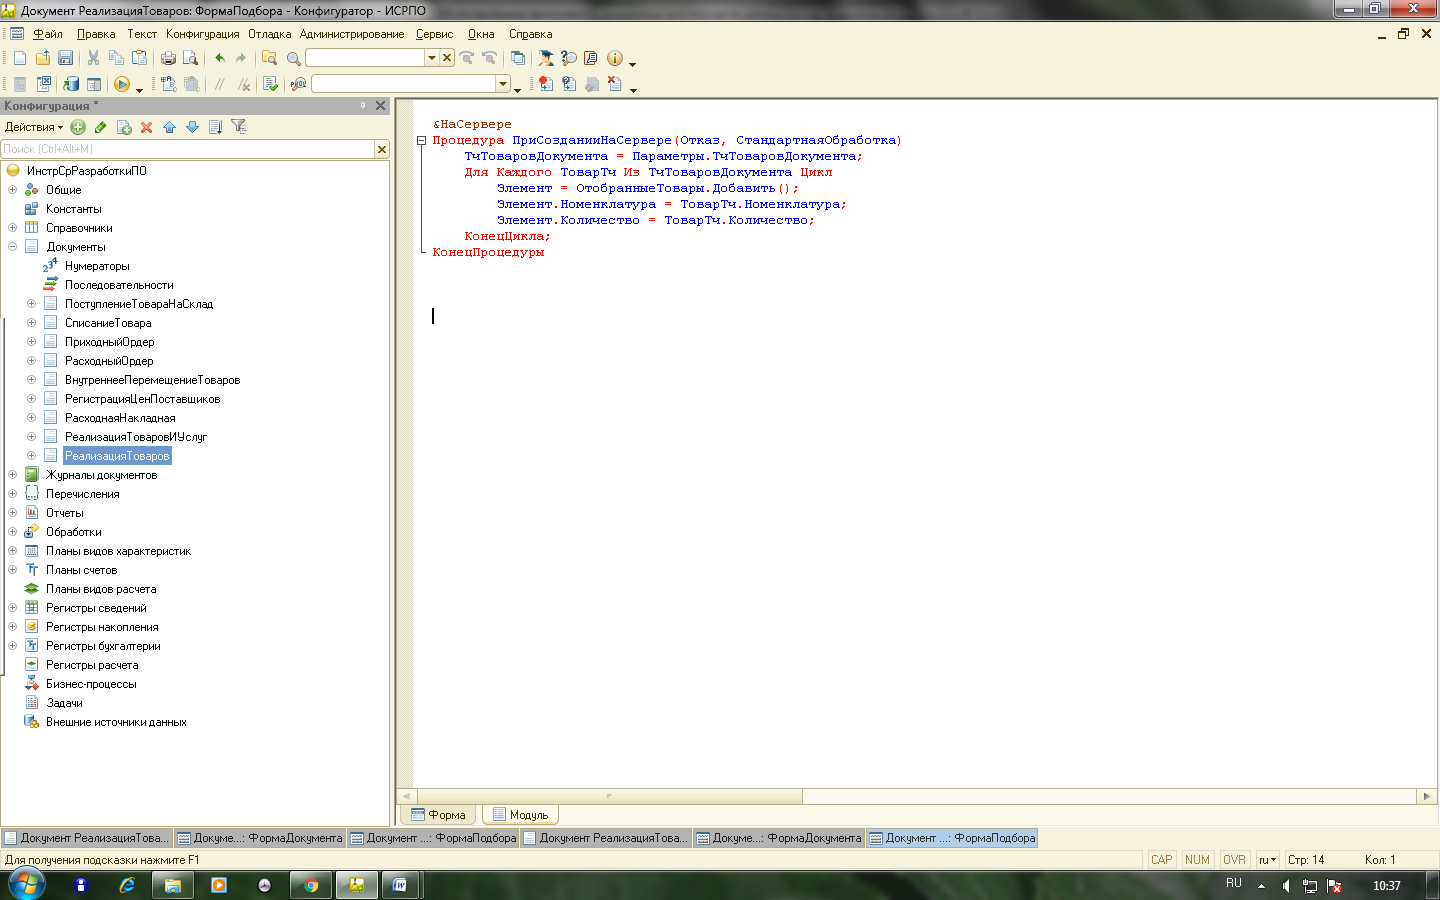 Документ РеализацияТоваров: ФормаПодбора - Конфигуратор - ИСРПО
Файл Правка Текст Конфигурация Отладка Администрирование Сервис Окна Справка
Конфигурация *
Действия
Поиск (Ctrl+Alt+M)
ИнстрСрРазработкиПО
Общие
Константы
Справочники
Документы
Нумераторы
Последовательности
ПоступлениеТовараНаСклад
СписаниеТовара
ПриходныйОрдер
РасходныйОрдер
ВнутреннееПеремещениеТоваров
РегистрацияЦенПоставщиков
РасходнаяНакладная
РеализацияТоваровИУслуг
РеализацияТоваров
Журналы документов
Перечисления
Отчеты
Обработки
Планы видов характеристик
Планы счетов
Планы видов расчета
Регистры сведений
Регистры накопления
Регистры бухгалтерии
Регистры расчета
Бизнес-процессы
Задачи
Внешние источники данных
&НаСервере
Процедура ПриСозданииНаСервере(Отказ, СтандартнаяОбработка)
ТчТоваровДокумента = Параметры.ТчТоваровДокумента;
Для Каждого ТоварТч Из ТчТоваровДокумента Цикл
Элемент = ОтобранныеТовары.Добавить();
Элемент.Номенклатура = ТоварТч.Номенклатура;
Элемент.Количество = ТоварТч.Количество;
КонецЦикла;
КонецПроцедуры
Форма Модуль
Документ РеализацияТова... Докуме...: ФормаДокумента Документ ...: ФормаПодбора Документ РеализацияТова... Докуме...: ФормаДокумента Документ ...: ФормаПодбора
Для получения подсказки нажмите F1 CAP NUM OVR ru Стр: 14 Кол: 1
RU 10:37